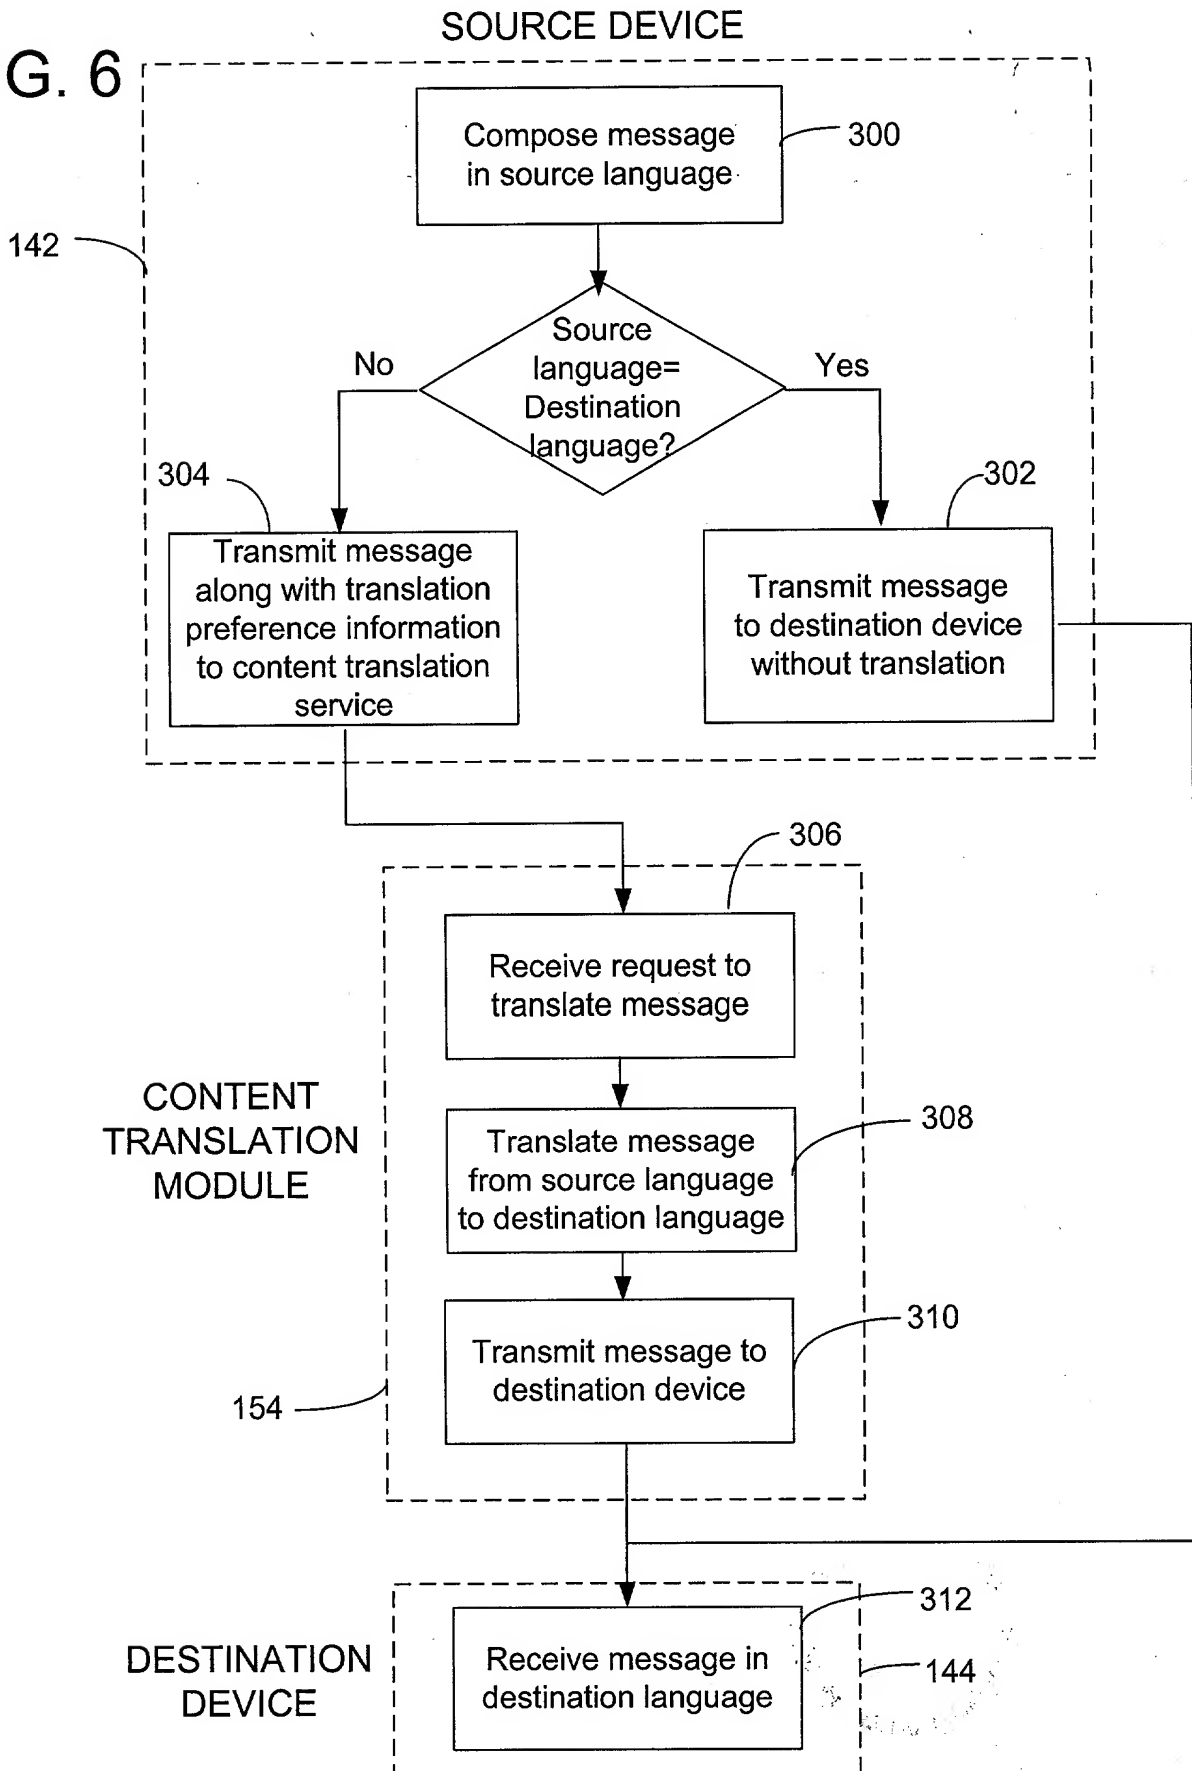 SOURCE DEVICE
G. 6
Compose message
in source language
300
142
Source
language=
Destination
language?
No
Yes
304
302
Transmit message
along with translation
preference information
to content translation
service
Transmit message
to destination device
without translation
306
Receive request to
translate message
CONTENT
TRANSLATION
MODULE
308
Translate message
from source language
to destination language
310
Transmit message to
destination device
154
312
DESTINATION
DEVICE
Receive message in
destination language
144